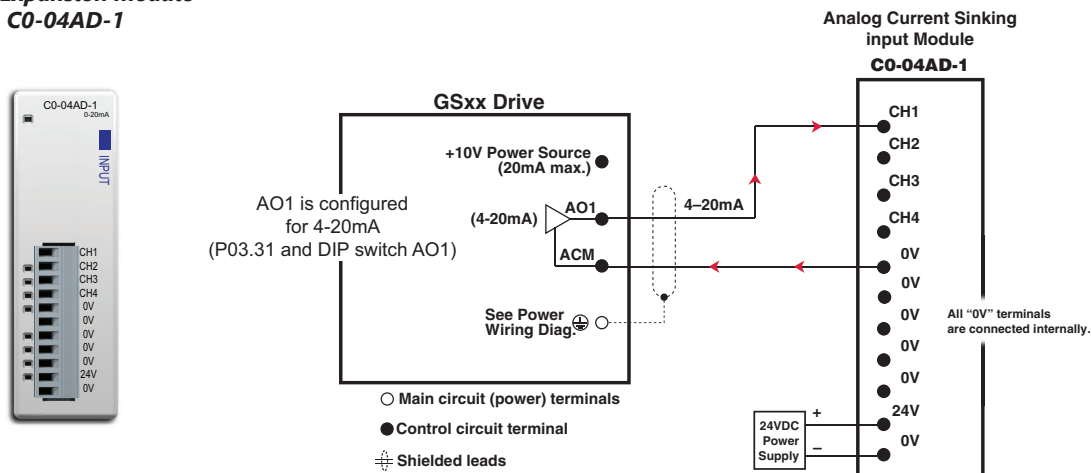 Expansion Module
C0-04AD-1
C0-04AD-1
0-20mA
INPUT
CH1
CH2
CH3
CH4
0V
0V
0V
0V
0V
24V
0V
GSxx Drive
+10V Power Source
(20mA max.)
AO1 is configured
for 4-20mA
(P03.31 and DIP switch AO1)
(4-20mA)
AO1
ACM
4–20mA
See Power
Wiring Diag.
Main circuit (power) terminals
Control circuit terminal
Shielded leads
Analog Current Sinking
input Module
C0-04AD-1
CH1
CH2
CH3
CH4
0V
0V
0V
0V
0V
24V
0V
All “0V” terminals
are connected internally.
24VDC
Power
Supply
+
–